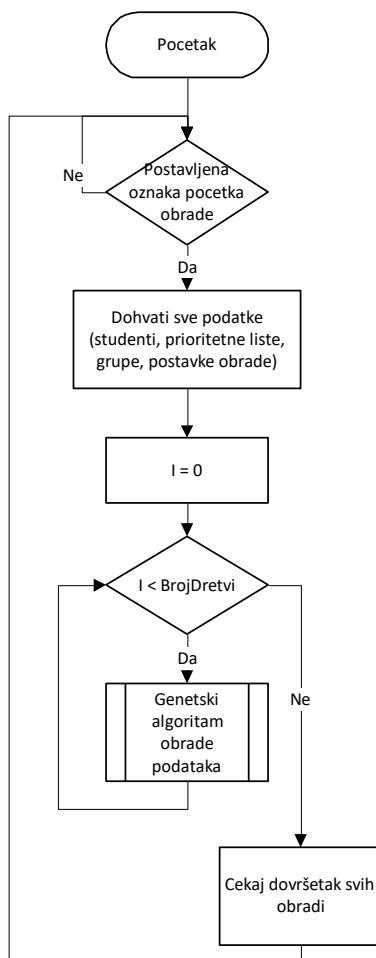 Pocetak
Postavljena
oznaka pocetka
obrade
Ne
Da
Dohvati sve podatke
(studenti, prioritetne liste,
grupe, postavke obrade)
I = 0
I < BrojDretvi
Da
Ne
Genetski
algoritam
obrade
podataka
Cekaj dovršetak svih
obradi